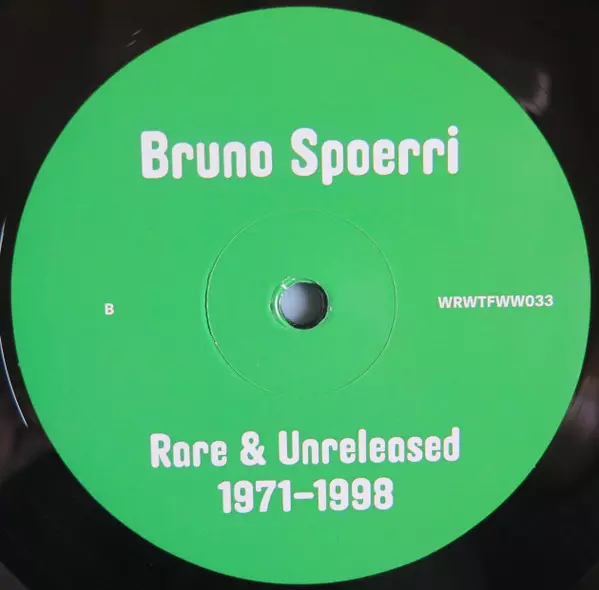 Bruno Spoerri
B
WRWTFWW033
Rare & Unreleased
1971–1998